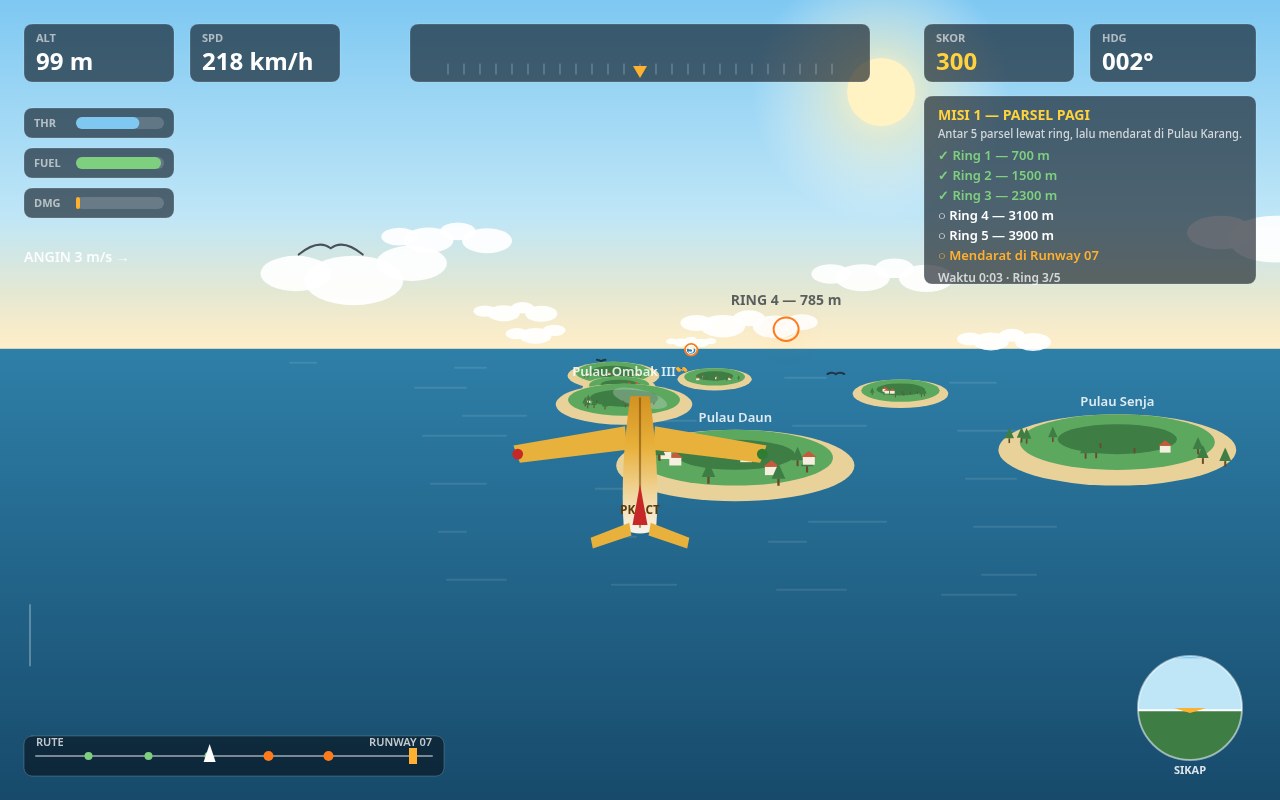 ALT
99 m
SPD
218 km/h
SKOR
300
HDG
002°
THR
FUEL
DMG
MISI 1 — PARSEL PAGI
Antar 5 parsel lewat ring, lalu mendarat di Pulau Karang.
✓ Ring 1 — 700 m
✓ Ring 2 — 1500 m
✓ Ring 3 — 2300 m
○ Ring 4 — 3100 m
○ Ring 5 — 3900 m
○ Mendarat di Runway 07
Waktu 0:03 · Ring 3/5
ANGIN 3 m/s →
RING 4 — 785 m
Pulau Ombak III
Pulau Daun
Pulau Senja
RUTE
RUNWAY 07
SIKAP